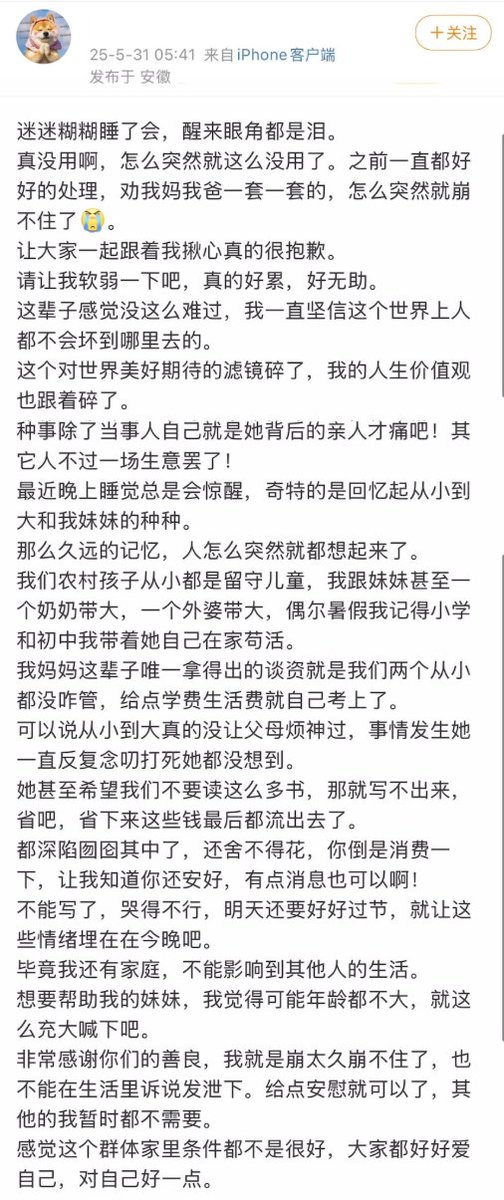 +关注
25-5-31 05:41 来自iPhone客户端
发布于 安徽
迷迷糊糊睡了会，醒来眼角都是泪。
真没用啊，怎么突然就这么没用了。之前一直都好
好的处理，劝我妈我爸一套一套的，怎么突然就崩
不住了😭。
让大家一起跟着我揪心真的很抱歉。
请让我软弱一下吧，真的好累，好无助。
这辈子感觉没这么难过，我一直坚信这个世界上人
都不会坏到哪里去的。
这个对世界美好期待的滤镜碎了，我的人生价值观
也跟着碎了。
种事除了当事人自己就是她背后的亲人才痛吧！其
它人不过一场生意罢了！
最近晚上睡觉总是会惊醒，奇特的是回忆起从小到
大和我妹妹的种种。
那么久远的记忆，人怎么突然就都想起来了。
我们农村孩子从小都是留守儿童，我跟妹妹甚至一
个奶奶带大，一个外婆带大，偶尔暑假我记得小学
和初中我带着她自己在家苟活。
我妈妈这辈子唯一拿得出的谈资就是我们两个从小
都没咋管，给点学费生活费就自己考上了。
可以说从小到大真的没让父母烦神过，事情发生她
一直反复念叨打死她都没想到。
她甚至希望我们不要读这么多书，那就写不出来，
省吧，省下来这些钱最后都流出去了。
都深陷囫囵其中了，还舍不得花，你倒是消费一
下，让我知道你还安好，有点消息也可以啊！
不能写了，哭得不行，明天还要好好过节，就让这
些情绪埋在在今晚吧。
毕竟我还有家庭，不能影响到其他人的生活。
想要帮助我的妹妹，我觉得可能年龄都不大，就这
么充大喊下吧。
非常感谢你们的善良，我就是崩太久崩不住了，也
不能在生活里诉说发泄下。给点安慰就可以了，其
他的我暂时都不需要。
感觉这个群体家里条件都不是很好，大家都好好爱
自己，对自己好一点。